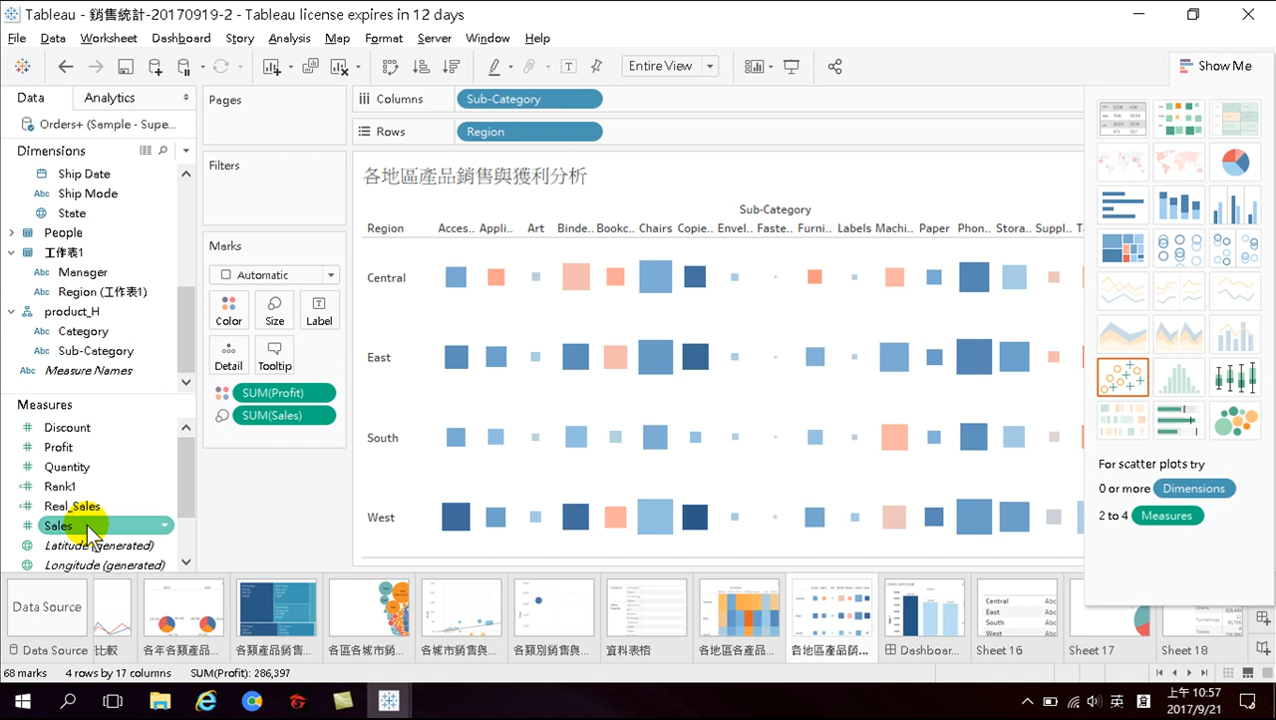 Tableau - 銷售統計-20170919-2 - Tableau license expires in 12 days
File Data Worksheet Dashboard Story Analysis Map Format Server Window Help
Entire View
Show Me
Data Analytics
Orders+ (Sample - Supe...
Dimensions
Ship Date
Abc Ship Mode
State
People
工作表1
Abc Manager
Abc Region (工作表1)
product_H
Abc Category
Abc Sub-Category
Abc Measure Names
Measures
Discount
Profit
Quantity
Rank1
Real_Sales
Sales
Latitude (generated)
Longitude (generated)
Pages
Filters
Marks
Automatic
Color Size Label
Detail Tooltip
SUM(Profit)
SUM(Sales)
Columns Sub-Category
Rows Region
各地區產品銷售與獲利分析
Sub-Category
Region Acces.. Appli.. Art Binde.. Bookc.. Chairs Copie.. Envel.. Faste.. Furni.. Labels Machi.. Paper Phon.. Stora.. Suppl.. T
Central
East
South
West
For scatter plots try
0 or more Dimensions
2 to 4 Measures
Data Source
Central Abc
East Abc
South Abc
West Abc
Data Source 比較 各年各類產品... 各類產品銷售... 各區各城市銷... 各城市銷售與... 各類別銷售與... 資料表格 各地區各產品... 各地區產品銷... Dashboar... Sheet 16 Sheet 17 Sheet 18
68 marks 4 rows by 17 columns SUM(Profit): 286,397
英
上午 10:57
2017/9/21